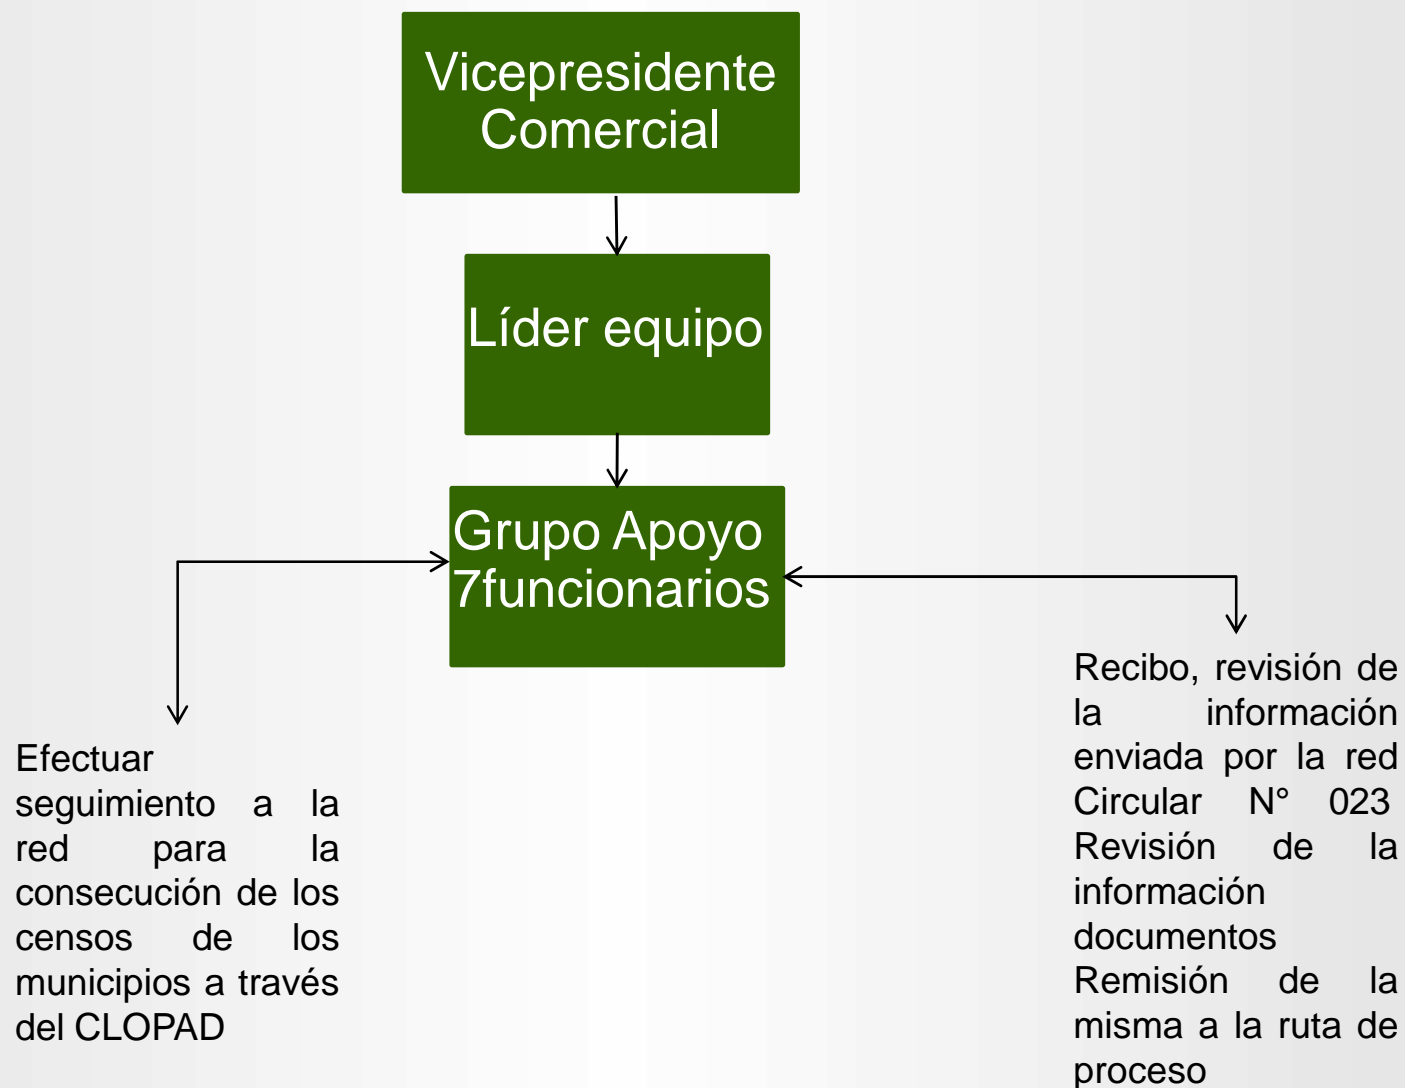 Vicepresidente
Comercial
Líder equipo
Grupo Apoyo
7funcionarios
Efectuar
seguimiento a la
red para la
consecución de los
censos de los
municipios a través
del CLOPAD
Recibo, revisión de
la información
enviada por la red
Circular N° 023
Revisión de la
información
documentos
Remisión de la
misma a la ruta de
proceso